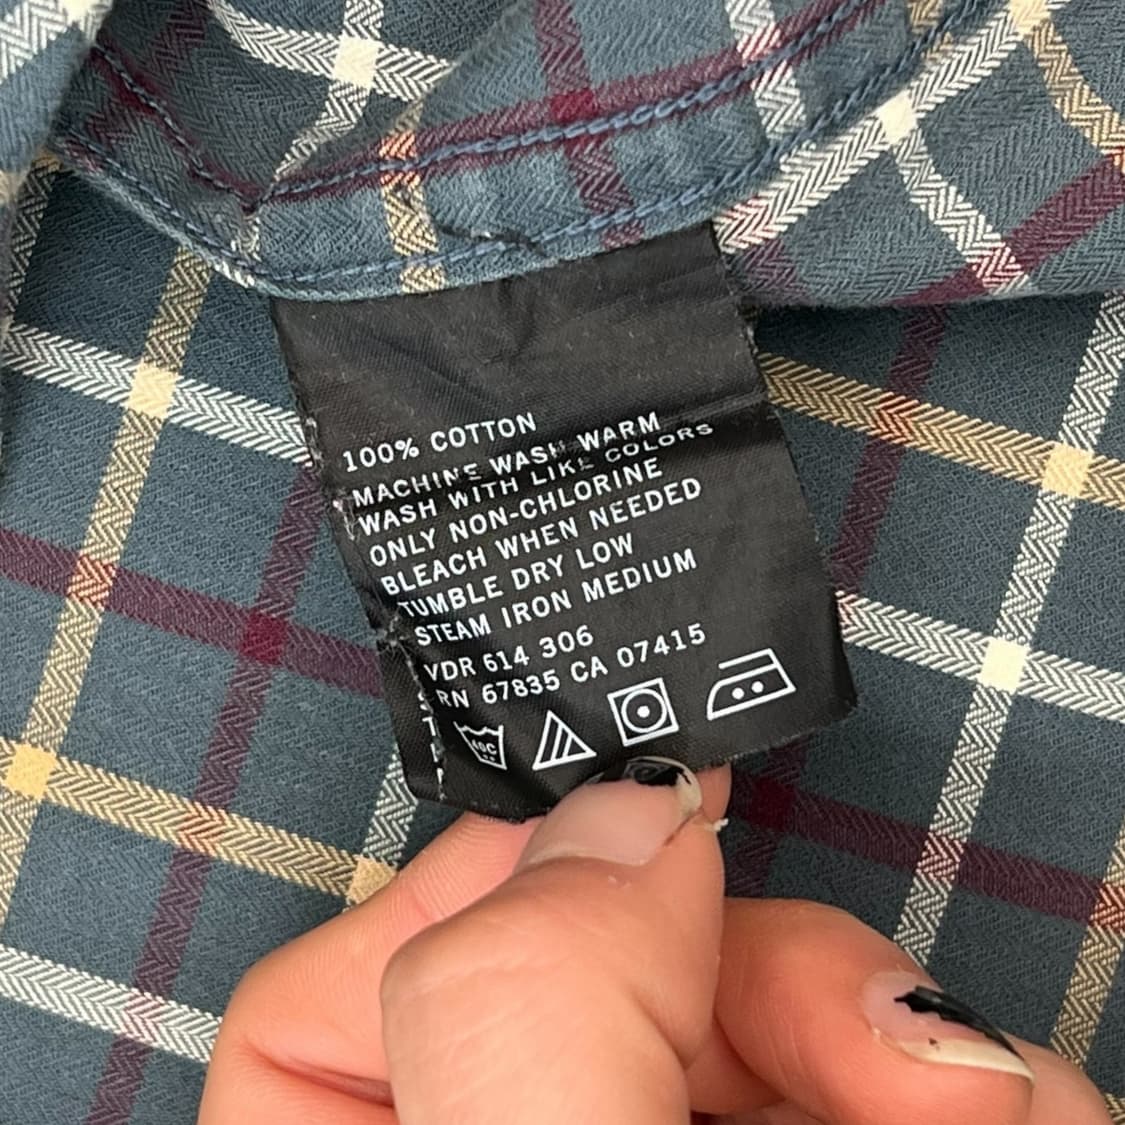 100% COTTON
MACHINE WASH WARM
WASH WITH LIKE COLORS
ONLY NON-CHLORINE
BLEACH WHEN NEEDED
TUMBLE DRY LOW
STEAM IRON MEDIUM
VDR 614 306
RN 67835 CA 07415
40C